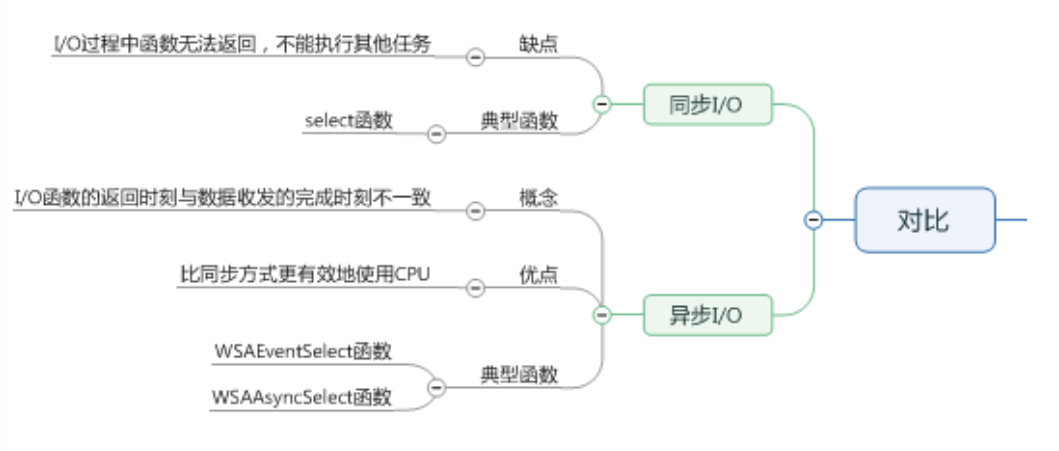 I/O过程中函数无法返回，不能执行其他任务
缺点
同步I/O
select函数
典型函数
I/O函数的返回时刻与数据收发的完成时刻不一致
概念
对比
比同步方式更有效地使用CPU
优点
异步I/O
WSAEventSelect函数
典型函数
WSAAsyncSelect函数